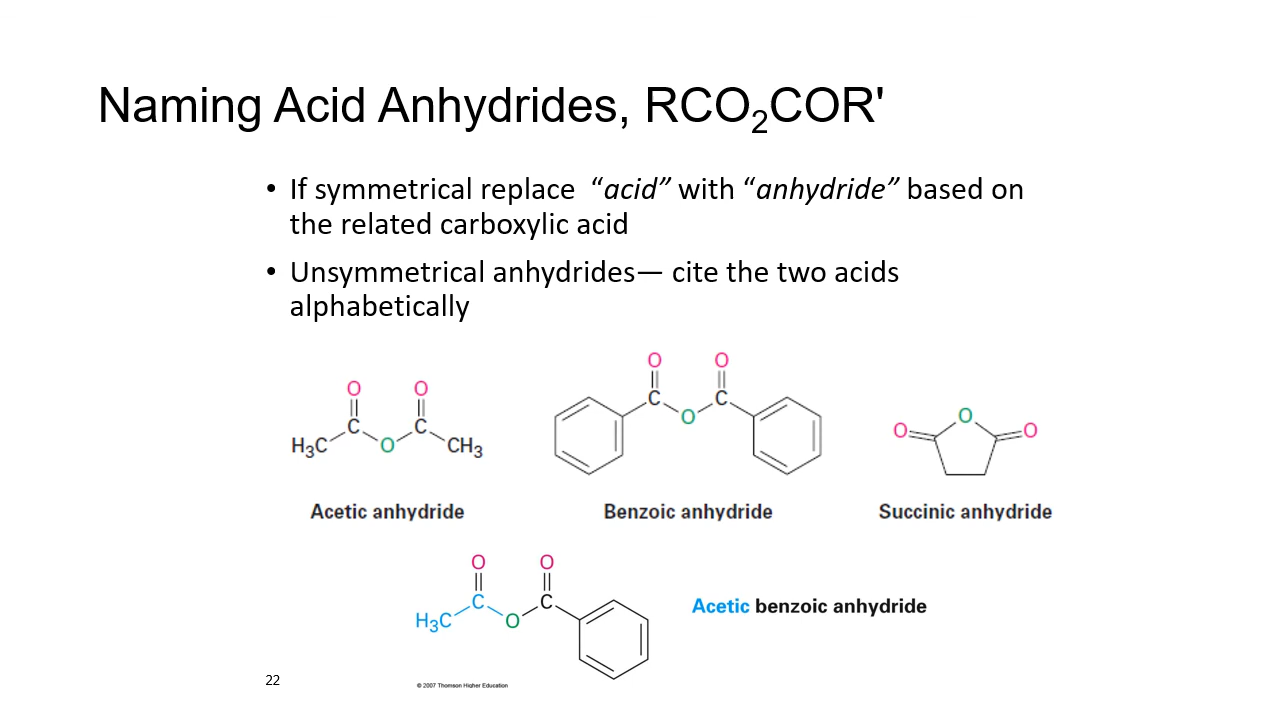 Naming Acid Anhydrides, RCO₂COR'
• If symmetrical replace “acid” with “anhydride” based on
the related carboxylic acid
• Unsymmetrical anhydrides— cite the two acids
alphabetically
O O
C C
H₃C O CH₃
Acetic anhydride
O O
C C
O
Benzoic anhydride
O
O O
Succinic anhydride
O O
C C
H₃C O
Acetic benzoic anhydride
22
© 2007 Thomson Higher Education